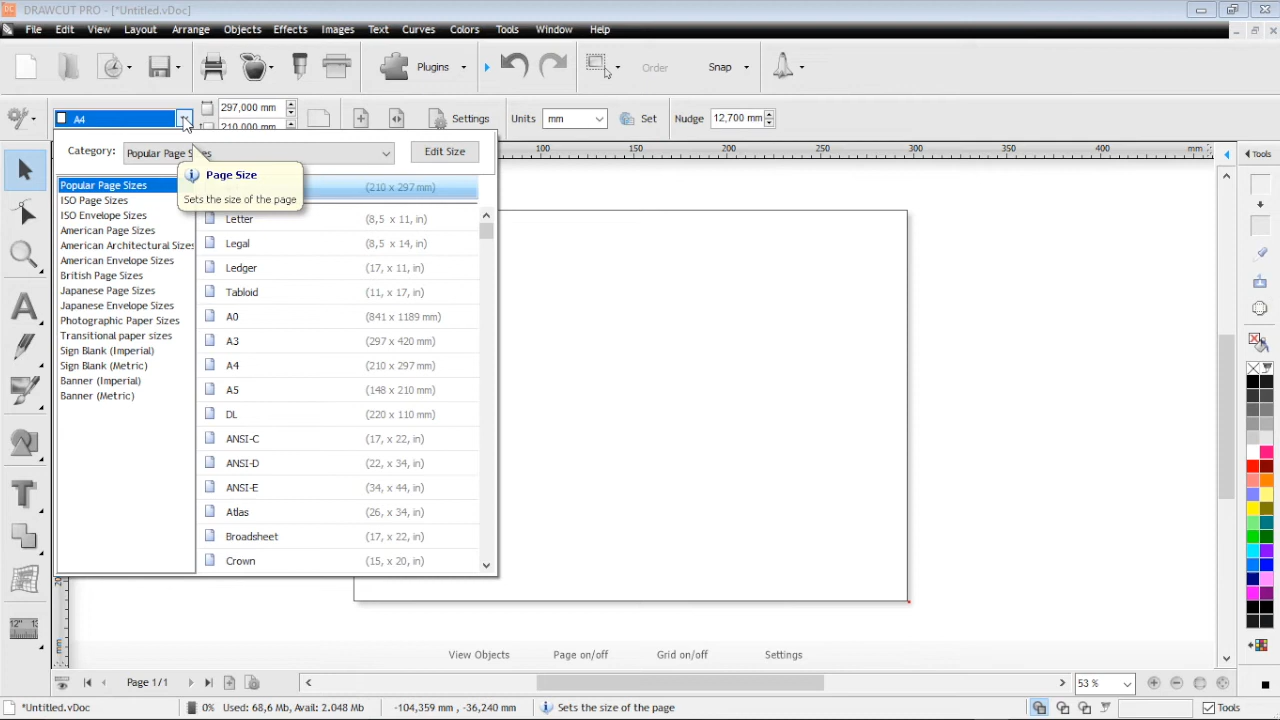 DRAWCUT PRO - [*Untitled.vDoc]
File Edit View Layout Arrange Objects Effects Images Text Curves Colors Tools Window Help
Plugins Order Snap
A4 297,000 mm Settings Units mm Set Nudge 12,700 mm
210,000 mm
Category: Popular Page Sizes Edit Size
100 150 200 250 300 350 400 mm
Tools
Page Size
Sets the size of the page
Popular Page Sizes
ISO Page Sizes
ISO Envelope Sizes
American Page Sizes
American Architectural Sizes
American Envelope Sizes
British Page Sizes
Japanese Page Sizes
Japanese Envelope Sizes
Photographic Paper Sizes
Transitional paper sizes
Sign Blank (Imperial)
Sign Blank (Metric)
Banner (Imperial)
Banner (Metric)
(210 x 297 mm)
Letter (8,5 x 11, in)
Legal (8,5 x 14, in)
Ledger (17, x 11, in)
Tabloid (11, x 17, in)
A0 (841 x 1189 mm)
A3 (297 x 420 mm)
A4 (210 x 297 mm)
A5 (148 x 210 mm)
DL (220 x 110 mm)
ANSI-C (17, x 22, in)
ANSI-D (22, x 34, in)
ANSI-E (34, x 44, in)
Atlas (26, x 34, in)
Broadsheet (17, x 22, in)
Crown (15, x 20, in)
mm
View Objects Page on/off Grid on/off Settings
Page 1/1 53 %
*Untitled.vDoc 0% Used: 68,6 Mb, Avail: 2.048 Mb -104,359 mm , -36,240 mm Sets the size of the page Tools